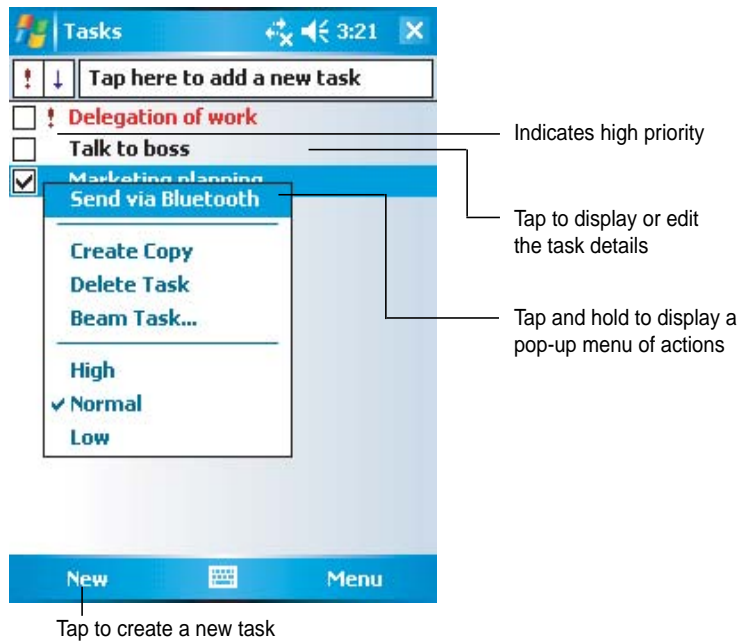 Tasks 3:21
! ↓ Tap here to add a new task
! Delegation of work
Talk to boss
Marketing planning
Send via Bluetooth
Create Copy
Delete Task
Beam Task...
High
Normal
Low
New Menu
Indicates high priority
Tap to display or edit
the task details
Tap and hold to display a
pop-up menu of actions
Tap to create a new task